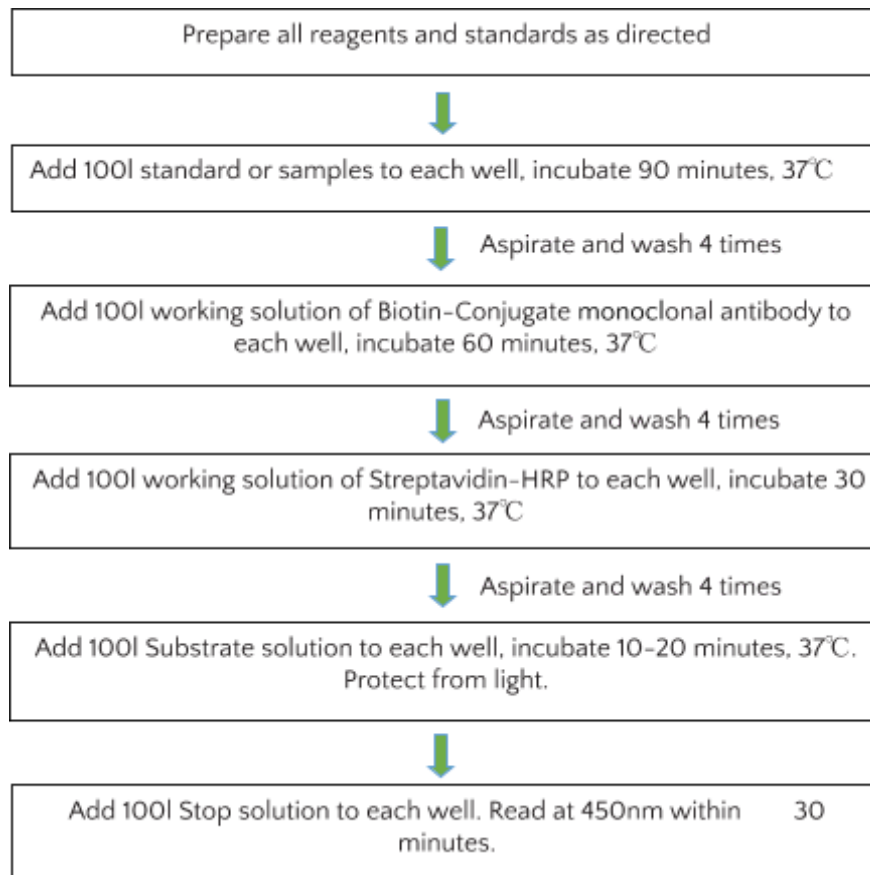 Prepare all reagents and standards as directed
Add 100l standard or samples to each well, incubate 90 minutes, 37℃
Aspirate and wash 4 times
Add 100l working solution of Biotin-Conjugate monoclonal antibody to
each well, incubate 60 minutes, 37℃
Aspirate and wash 4 times
Add 100l working solution of Streptavidin-HRP to each well, incubate 30
minutes, 37℃
Aspirate and wash 4 times
Add 100l Substrate solution to each well, incubate 10-20 minutes, 37℃.
Protect from light.
Add 100l Stop solution to each well. Read at 450nm within 30
minutes.